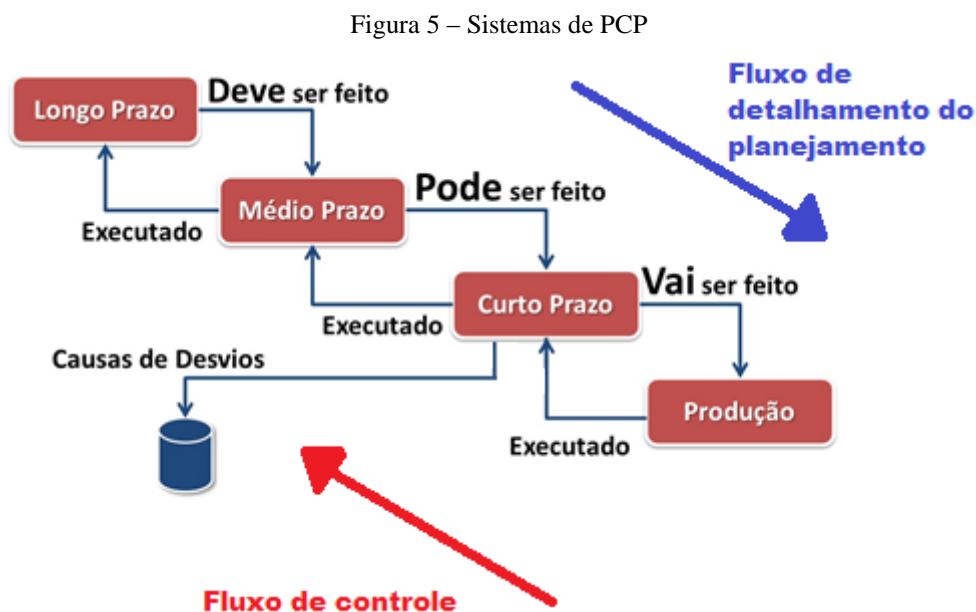 Figura 5 – Sistemas de PCP
Fluxo de
detalhamento do
planejamento
Longo Prazo
Deve ser feito
Médio Prazo
Pode ser feito
Executado
Curto Prazo
Vai ser feito
Executado
Causas de Desvios
Produção
Executado
Fluxo de controle